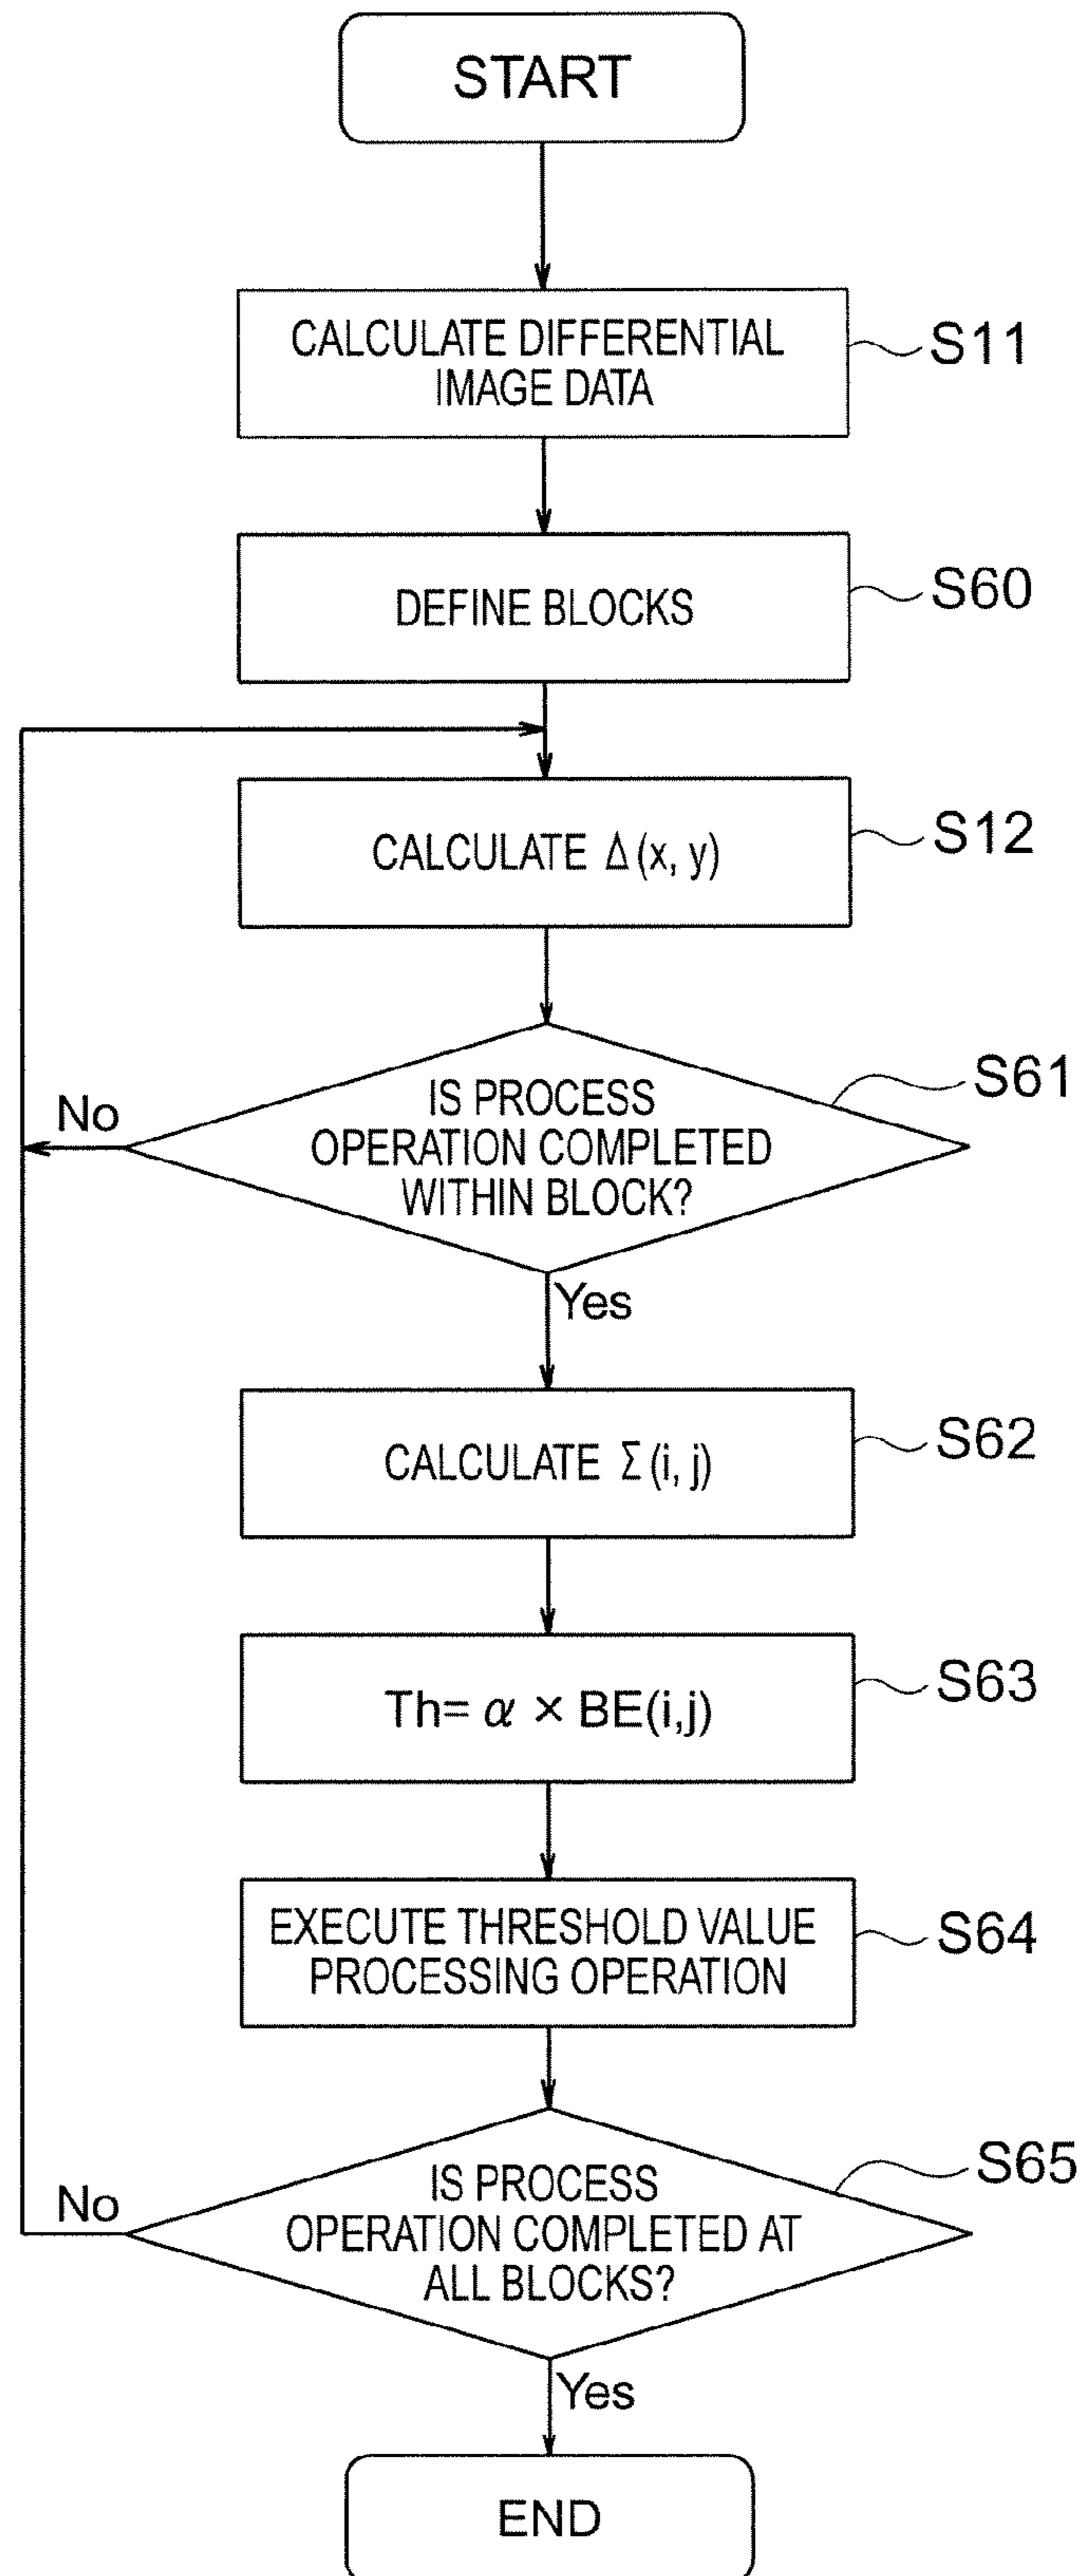 START
CALCULATE DIFFERENTIAL
IMAGE DATA
S11
DEFINE BLOCKS
S60
CALCULATE Δ(x, y)
S12
IS PROCESS
OPERATION COMPLETED
WITHIN BLOCK?
S61
No
Yes
CALCULATE Σ(i, j)
S62
Th= α × BE(i,j)
S63
EXECUTE THRESHOLD VALUE
PROCESSING OPERATION
S64
IS PROCESS
OPERATION COMPLETED AT
ALL BLOCKS?
S65
No
Yes
END